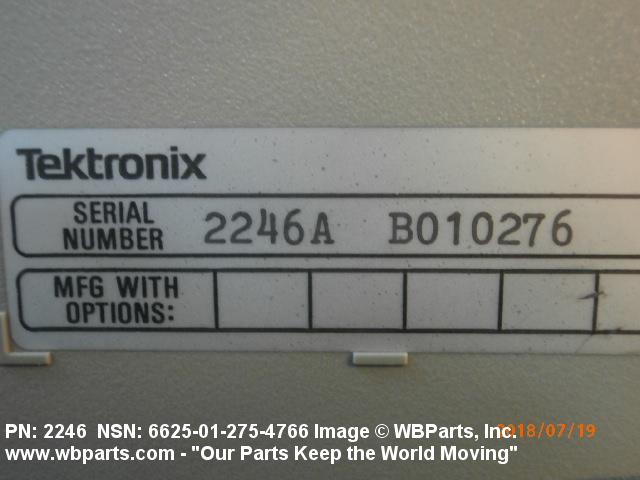 Tektronix
SERIAL NUMBER 2246A B010276
MFG WITH OPTIONS:
PN: 2246 NSN: 6625-01-275-4766 Image © WBParts, Inc.
2018/07/19
www.wbparts.com - "Our Parts Keep the World Moving"